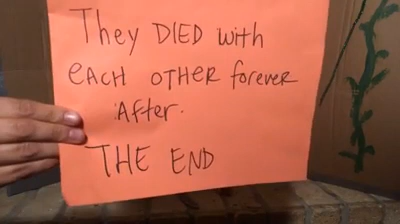 They DIED with
EACH OTHER forever
After.
THE END